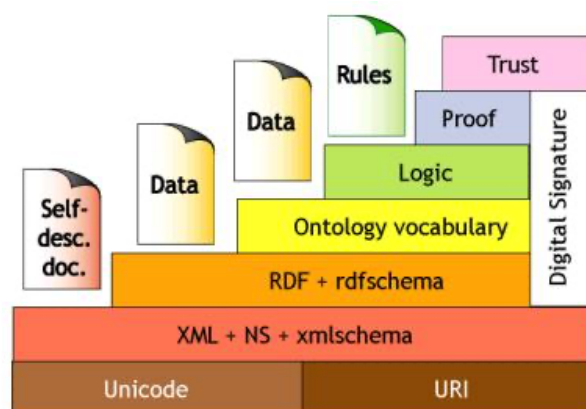 Rules
Trust
Data
Proof
Data
Logic
Digital Signature
Self-
desc.
doc.
Ontology vocabulary
RDF + rdfschema
XML + NS + xmlschema
Unicode
URI